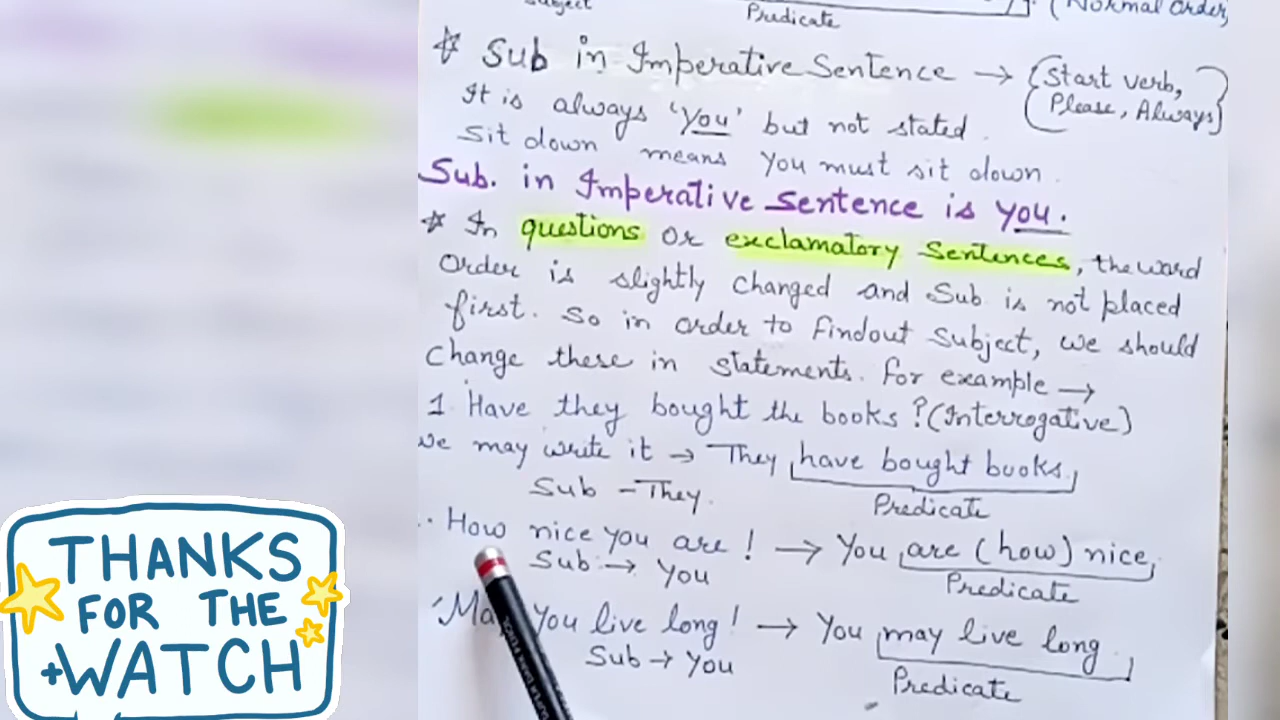 Subject
Predicate
(Normal Order)
☆ Sub in Imperative Sentence → (Start verb,
Please, Always)
It is always 'you' but not stated.
Sit down means you must sit down.
Sub. in Imperative Sentence is you.
☆ In questions or exclamatory sentences, the word
Order is slightly changed and Sub is not placed
first. So in order to findout Subject, we should
Change these in statements. For example →
1. Have they bought the books? (Interrogative)
we may write it → They have bought books.
Sub - They.
Predicate
How nice you are! → You are (how) nice.
Sub → you
Predicate
you live long! → You may live long.
Sub → you
Predicate
THANKS
FOR THE
WATCH